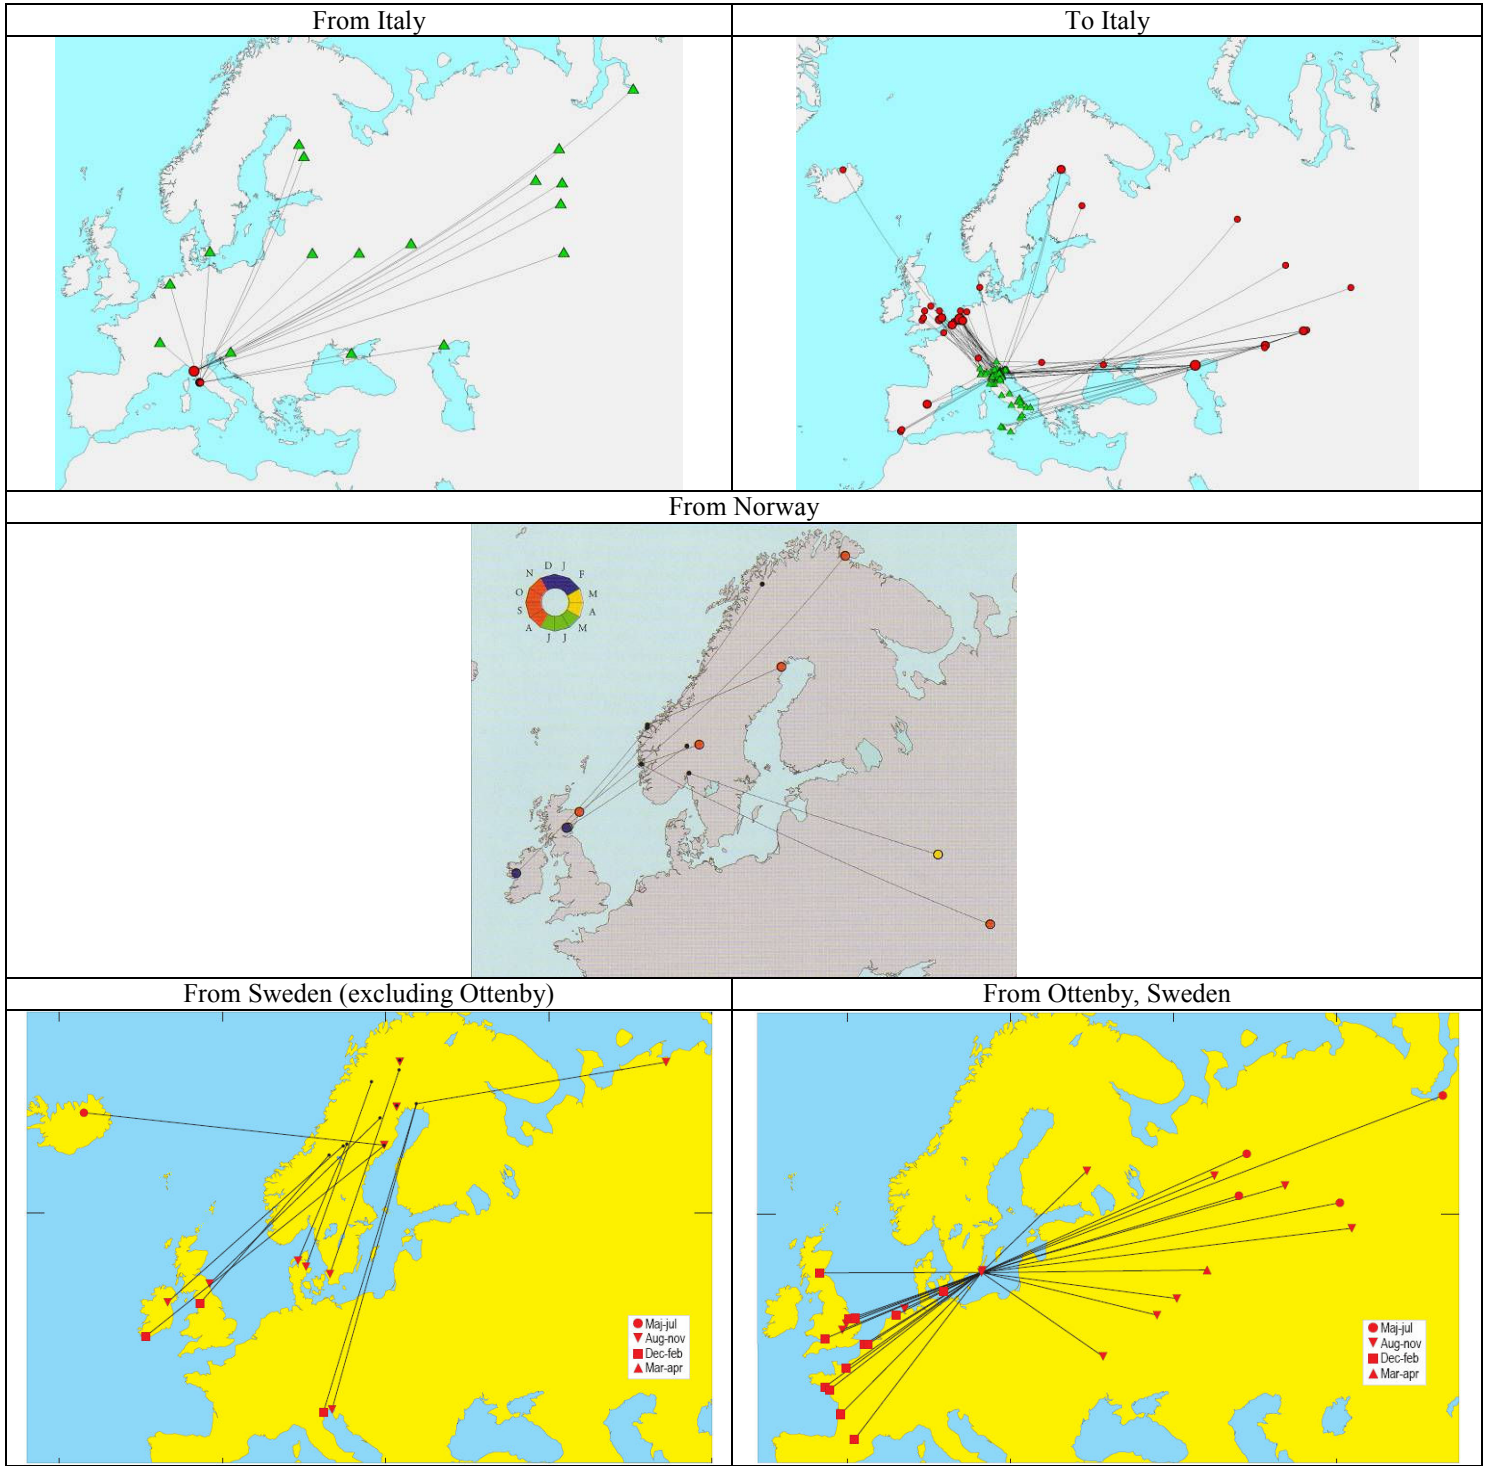 From Italy
To Italy
From Norway
D J
N F
O M
S A
A M
J J
From Sweden (excluding Ottenby)
From Ottenby, Sweden
Maj-jul
Aug-nov
Dec-feb
Mar-apr
Maj-jul
Aug-nov
Dec-feb
Mar-apr